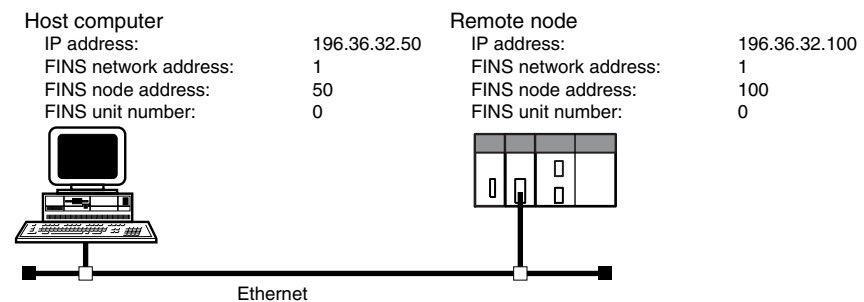 Host computer
IP address: 196.36.32.50
FINS network address: 1
FINS node address: 50
FINS unit number: 0
Remote node
IP address: 196.36.32.100
FINS network address: 1
FINS node address: 100
FINS unit number: 0
Ethernet